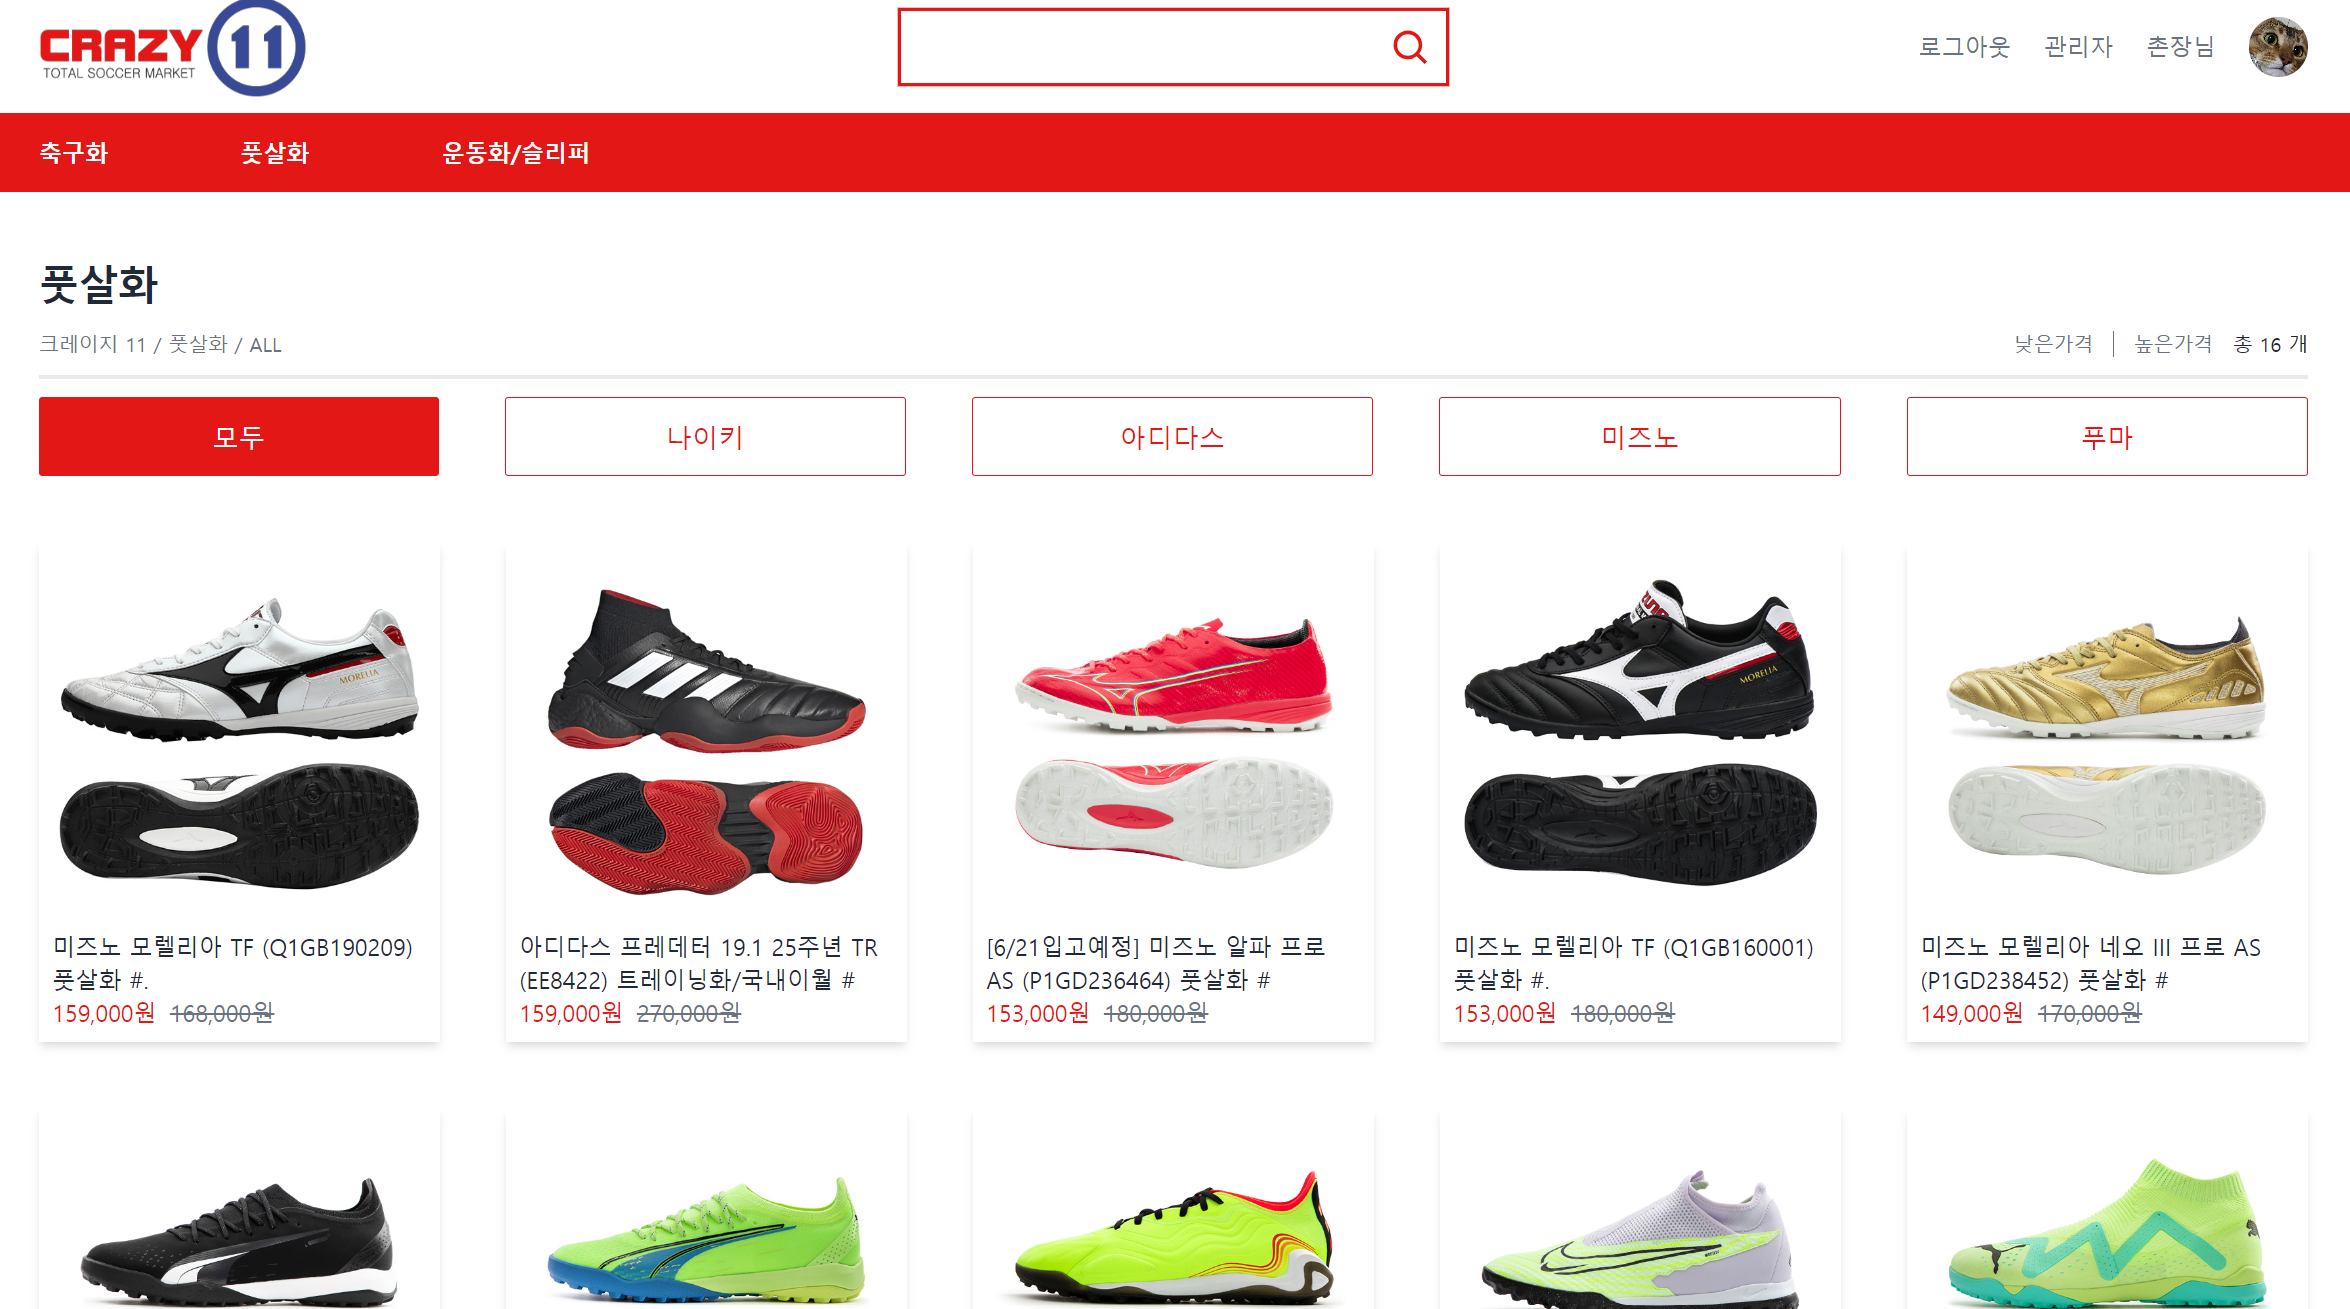 CRAZY 11
TOTAL SOCCER MARKET
로그아웃 관리자 촌장님
축구화 풋살화 운동화/슬리퍼
풋살화
크레이지 11 / 풋살화 / ALL
낮은가격 높은가격 총 16 개
모두 나이키 아디다스 미즈노 푸마
MORELIA
MORELIA
미즈노 모렐리아 TF (Q1GB190209)
풋살화 #.
159,000원 168,000원
아디다스 프레데터 19.1 25주년 TR
(EE8422) 트레이닝화/국내이월 #
159,000원 270,000원
[6/21입고예정] 미즈노 알파 프로
AS (P1GD236464) 풋살화 #
153,000원 180,000원
미즈노 모렐리아 TF (Q1GB160001)
풋살화 #.
153,000원 180,000원
미즈노 모렐리아 네오 III 프로 AS
(P1GD238452) 풋살화 #
149,000원 170,000원